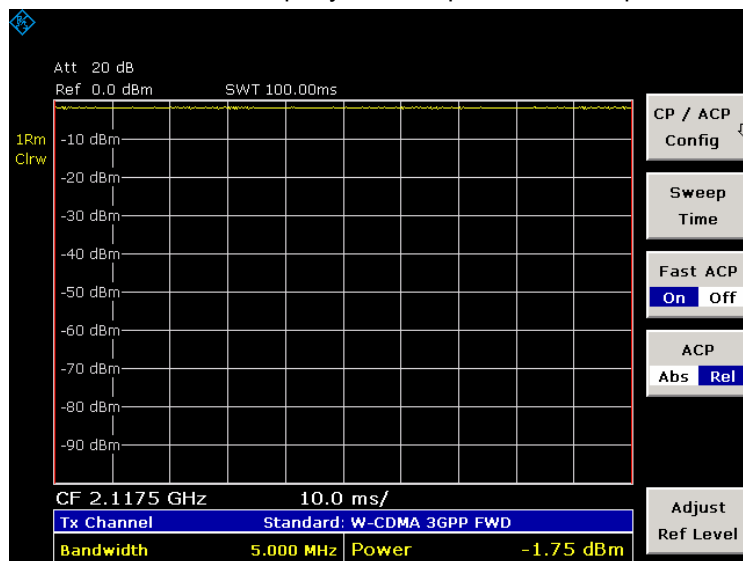 Att 20 dB
Ref 0.0 dBm SWT 100.00ms
1Rm
Clrw
-10 dBm
-20 dBm
-30 dBm
-40 dBm
-50 dBm
-60 dBm
-70 dBm
-80 dBm
-90 dBm
CF 2.1175 GHz 10.0 ms/
Tx Channel Standard: W-CDMA 3GPP FWD
Bandwidth 5.000 MHz Power -1.75 dBm
CP / ACP
Config
Sweep
Time
Fast ACP
On Off
ACP
Abs Rel
Adjust
Ref Level